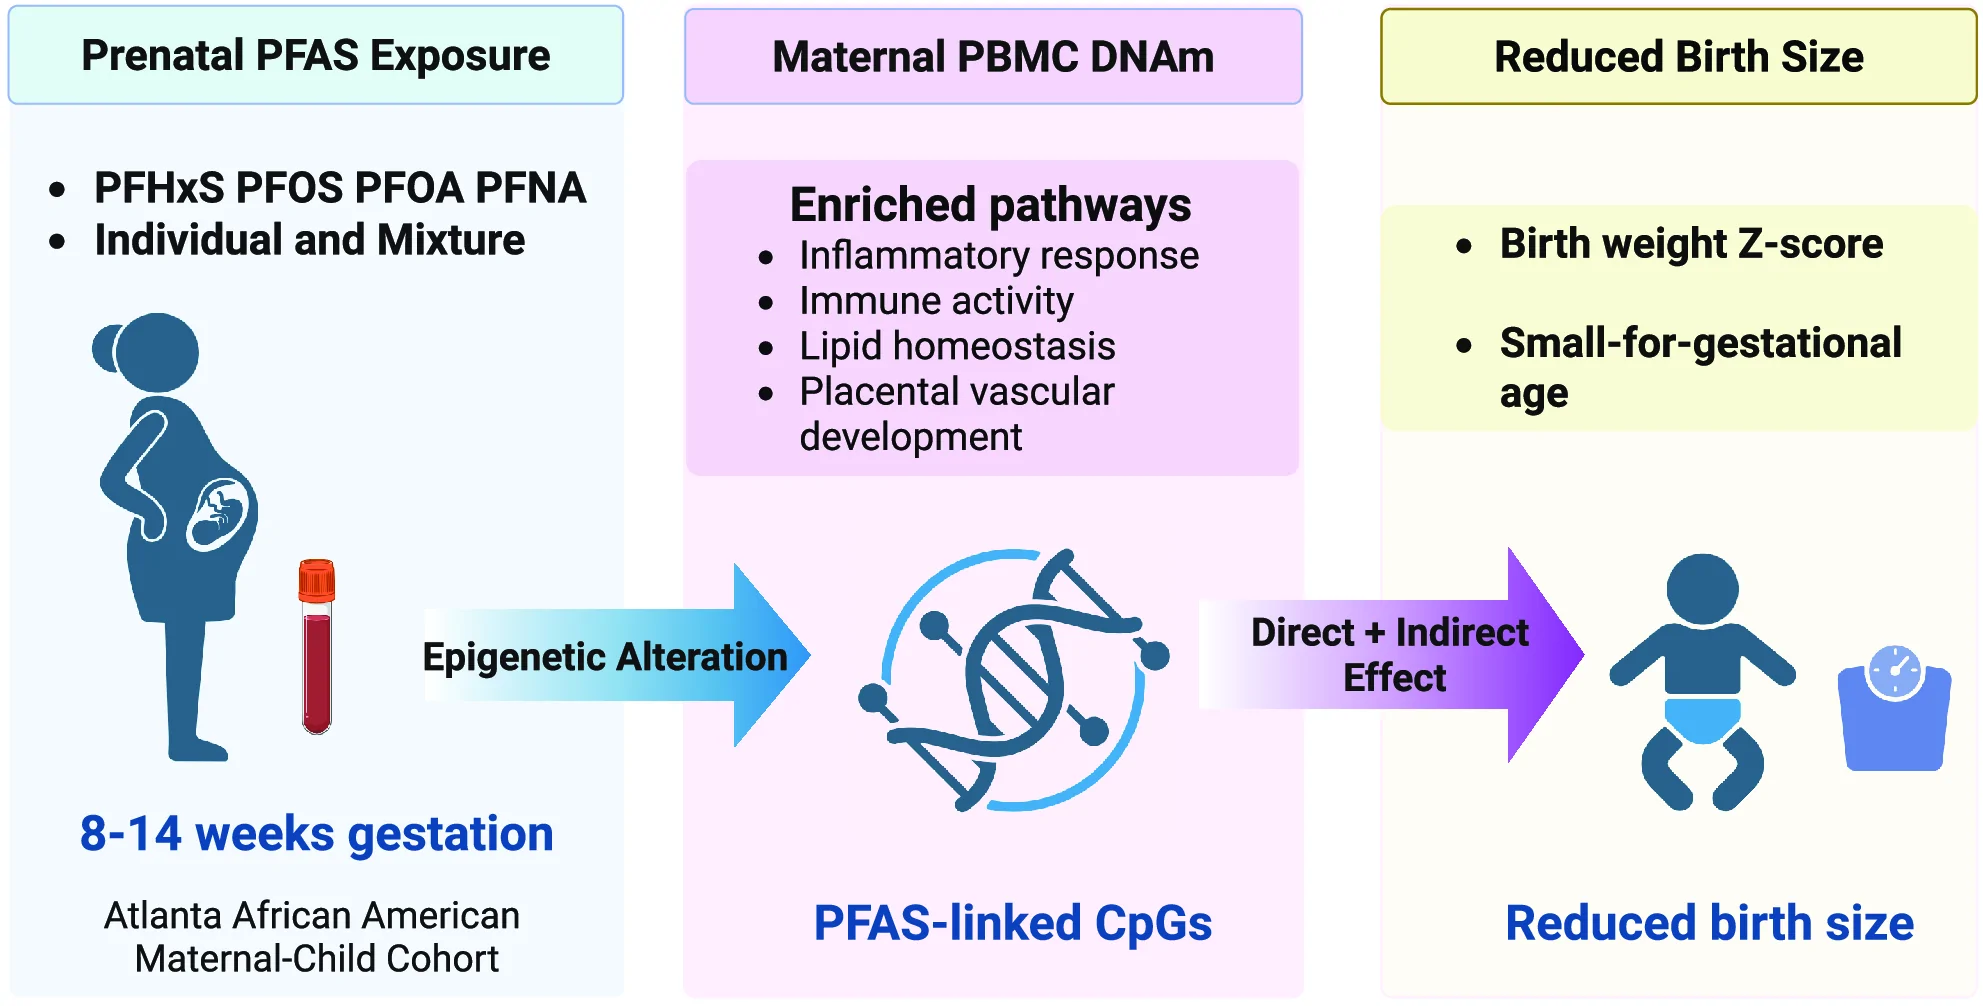 Prenatal PFAS Exposure
• PFHxS PFOS PFOA PFNA
• Individual and Mixture
8-14 weeks gestation
Atlanta African American
Maternal-Child Cohort
Epigenetic Alteration
Maternal PBMC DNAm
Enriched pathways
• Inflammatory response
• Immune activity
• Lipid homeostasis
• Placental vascular
development
PFAS-linked CpGs
Direct + Indirect
Effect
Reduced Birth Size
• Birth weight Z-score
• Small-for-gestational
age
Reduced birth size